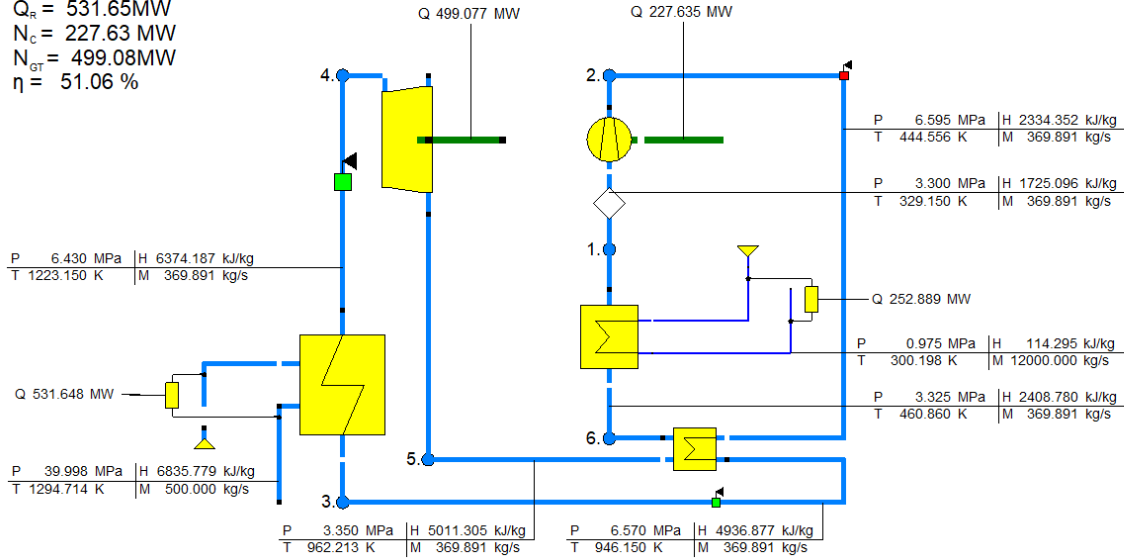 Q_R = 531.65MW
N_C = 227.63 MW
N_GT = 499.08MW
η = 51.06 %
Q 499.077 MW
Q 227.635 MW
4.
2.
P 6.595 MPa H 2334.352 kJ/kg
T 444.556 K M 369.891 kg/s
P 3.300 MPa H 1725.096 kJ/kg
T 329.150 K M 369.891 kg/s
1.
P 6.430 MPa H 6374.187 kJ/kg
T 1223.150 K M 369.891 kg/s
Q 252.889 MW
P 0.975 MPa H 114.295 kJ/kg
T 300.198 K M 12000.000 kg/s
Q 531.648 MW
P 3.325 MPa H 2408.780 kJ/kg
T 460.860 K M 369.891 kg/s
6.
5.
P 39.998 MPa H 6835.779 kJ/kg
T 1294.714 K M 500.000 kg/s
3.
P 3.350 MPa H 5011.305 kJ/kg
T 962.213 K M 369.891 kg/s
P 6.570 MPa H 4936.877 kJ/kg
T 946.150 K M 369.891 kg/s